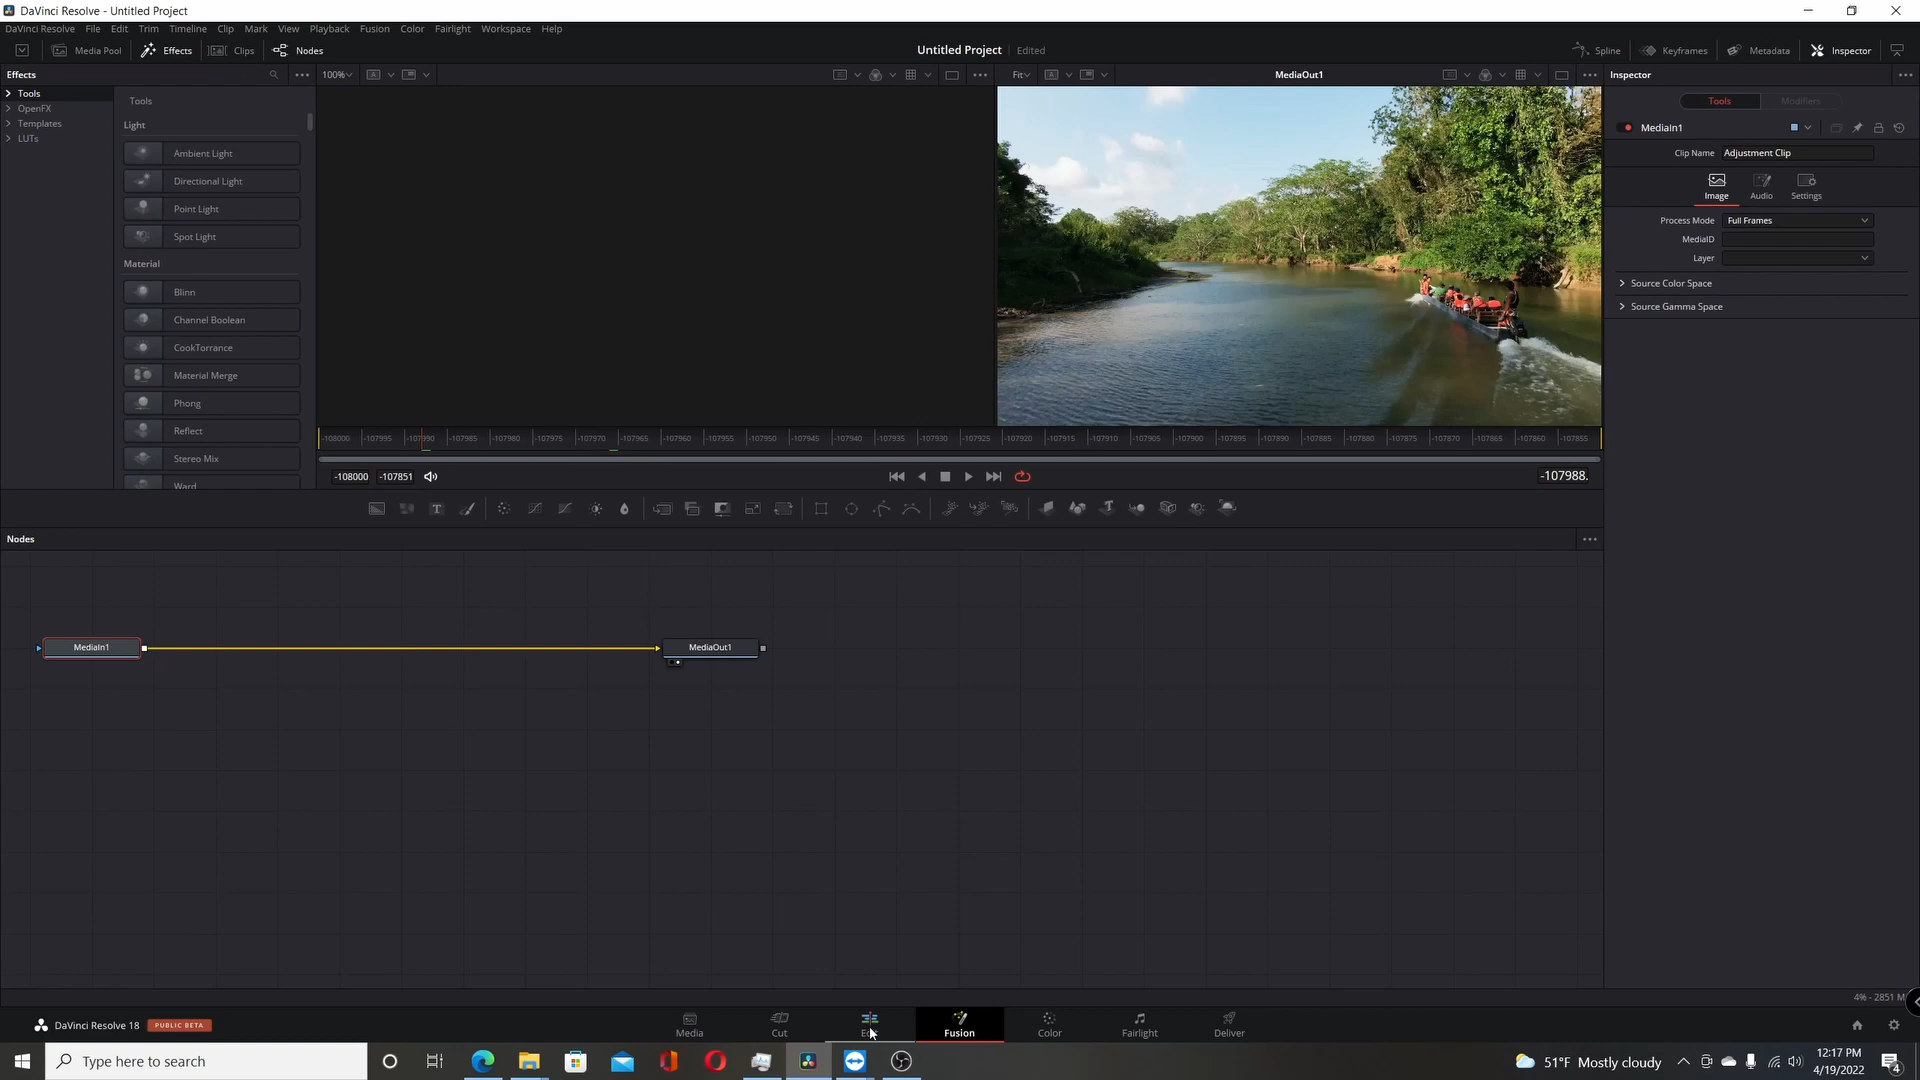 DaVinci Resolve - Untitled Project
DaVinci Resolve File Edit Trim Timeline Clip Mark View Playback Fusion Color Fairlight Workspace Help
Media Pool Effects Clips Nodes Untitled Project Edited Spline Keyframes Metadata Inspector
Effects 100% Fit MediaOut1 Inspector
Tools
OpenFX
Templates
LUTs
Tools
Light
Ambient Light
Directional Light
Point Light
Spot Light
Material
Blinn
Channel Boolean
CookTorrance
Material Merge
Phong
Reflect
Stereo Mix
Ward
Tools Modifiers
MediaIn1
Clip Name Adjustment Clip
Image Audio Settings
Process Mode Full Frames
MediaID
Layer
Source Color Space
Source Gamma Space
-108000 -107995 -107990 -107985 -107980 -107975 -107970 -107965 -107960 -107955 -107950 -107945 -107940 -107935 -107930 -107925 -107920 -107915 -107910 -107905 -107900 -107895 -107890 -107885 -107880 -107875 -107870 -107865 -107860 -107855
-108000 -107851 -107988.
Nodes
MediaIn1 MediaOut1
4% - 2851 M
DaVinci Resolve 18 PUBLIC BETA
Media Cut Fusion Color Fairlight Deliver
Type here to search
51°F Mostly cloudy
12:17 PM
4/19/2022
4